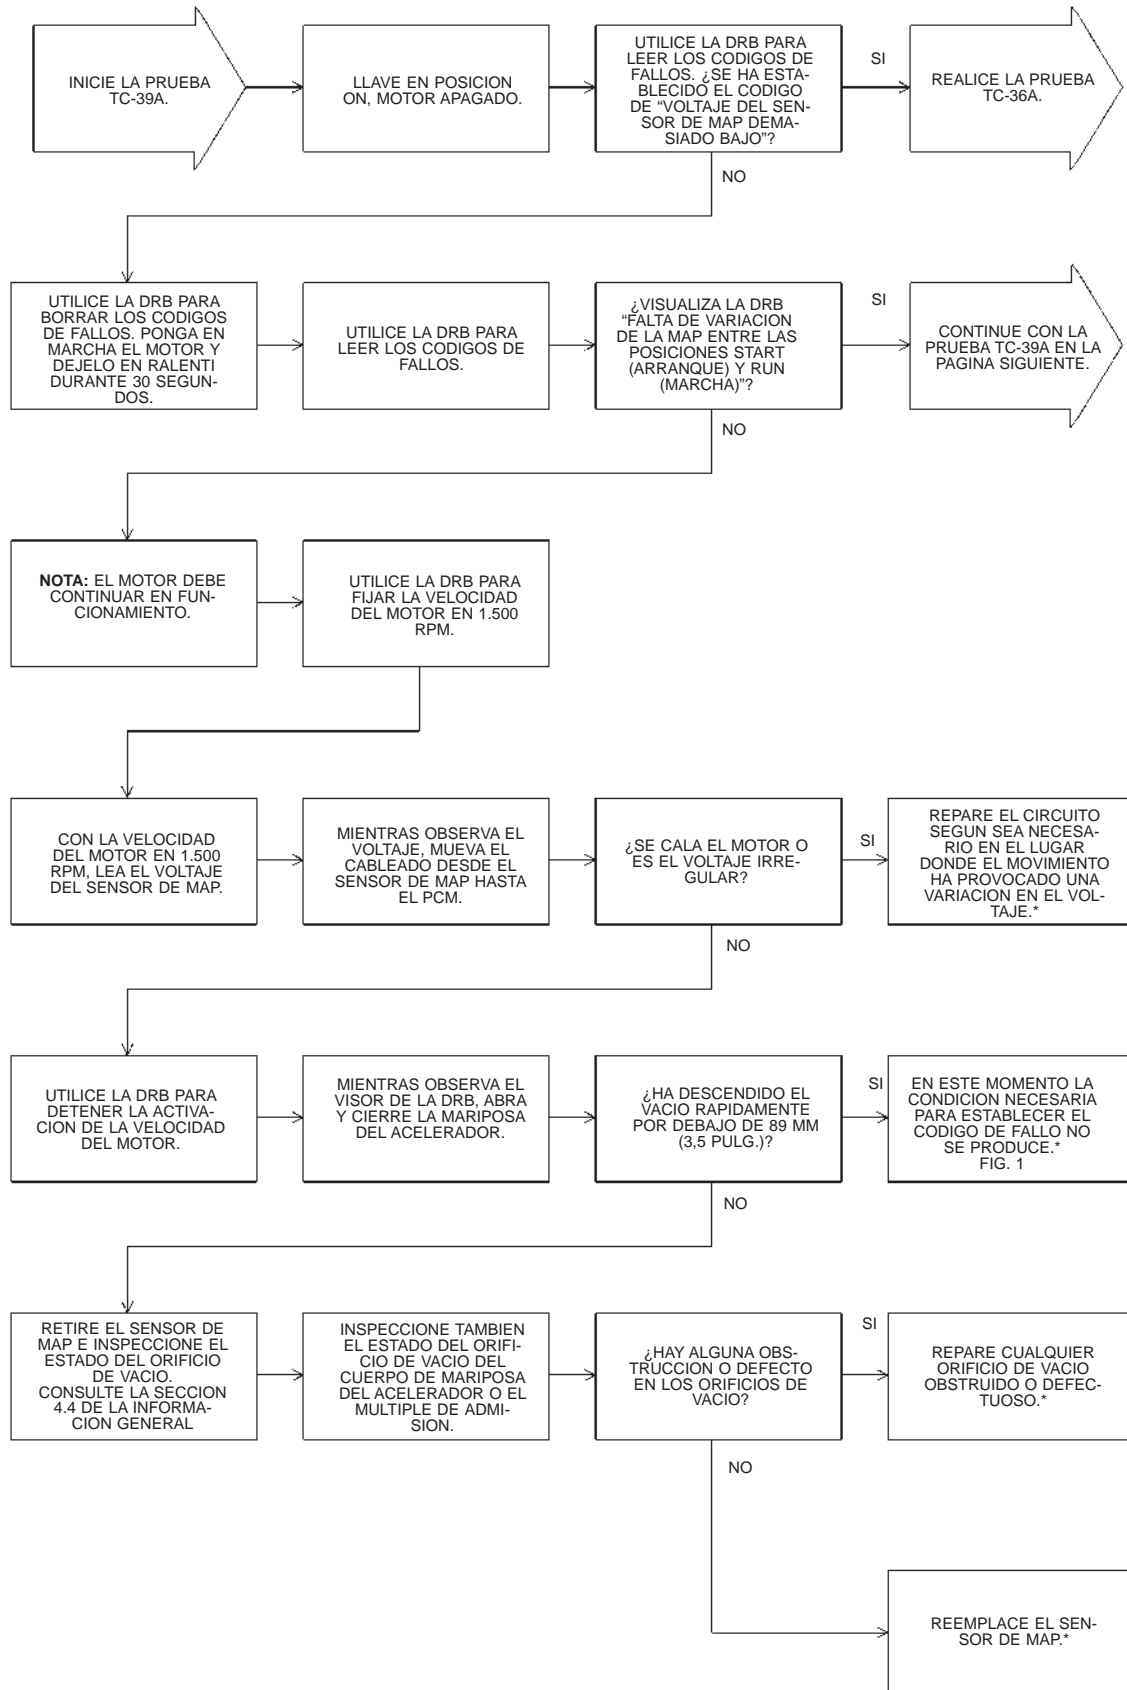 INICIE LA PRUEBA
TC-39A.
LLAVE EN POSICION
ON, MOTOR APAGADO.
UTILICE LA DRB PARA
LEER LOS CODIGOS DE
FALLOS. ¿SE HA ESTA-
BLECIDO EL CODIGO
DE “VOLTAJE DEL SEN-
SOR DE MAP DEMA-
SIADO BAJO”?
SI
REALICE LA PRUEBA
TC-36A.
NO
UTILICE LA DRB PARA
BORRAR LOS CODIGOS
DE FALLOS. PONGA EN
MARCHA EL MOTOR Y
DEJELO EN RALENTI
DURANTE 30 SEGUN-
DOS.
UTILICE LA DRB PARA
LEER LOS CODIGOS DE
FALLOS.
¿VISUALIZA LA DRB
“FALTA DE VARIACION
DE LA MAP ENTRE LAS
POSICIONES START
(ARRANQUE) Y RUN
(MARCHA)”?
SI
CONTINUE CON LA
PRUEBA TC-39A EN LA
PAGINA SIGUIENTE.
NO
NOTA: EL MOTOR DEBE
CONTINUAR EN FUN-
CIONAMIENTO.
UTILICE LA DRB PARA
FIJAR LA VELOCIDAD
DEL MOTOR EN 1.500
RPM.
CON LA VELOCIDAD
DEL MOTOR EN 1.500
RPM, LEA EL VOLTAJE
DEL SENSOR DE MAP.
MIENTRAS OBSERVA EL
VOLTAJE, MUEVA EL
CABLEADO DESDE EL
SENSOR DE MAP HASTA
EL PCM.
¿SE CALA EL MOTOR O
ES EL VOLTAJE IRRE-
GULAR?
SI
REPARE EL CIRCUITO
SEGUN SEA NECESA-
RIO EN EL LUGAR
DONDE EL MOVIMIENTO
HA PROVOCADO UNA
VARIACION EN EL VOL-
TAJE.*
NO
UTILICE LA DRB PARA
DETENER LA ACTIVA-
CION DE LA VELOCIDAD
DEL MOTOR.
MIENTRAS OBSERVA EL
VISOR DE LA DRB, ABRA
Y CIERRE LA MARIPOSA
DEL ACELERADOR.
¿HA DESCENDIDO EL
VACIO RAPIDAMENTE
POR DEBAJO DE 89 MM
(3,5 PULG.)?
SI
EN ESTE MOMENTO LA
CONDICION NECESARIA
PARA ESTABLECER EL
CODIGO DE FALLO NO
SE PRODUCE.*
FIG. 1
NO
RETIRE EL SENSOR DE
MAP E INSPECCIONE EL
ESTADO DEL ORIFICIO
DE VACIO.
CONSULTE LA SECCION
4.4 DE LA INFORMA-
CION GENERAL
INSPECCIONE TAMBIEN
EL ESTADO DEL ORIFI-
CIO DE VACIO DEL
CUERPO DE MARIPOSA
DEL ACELERADOR O EL
MULTIPLE DE ADMI-
SION.
¿HAY ALGUNA OBS-
TRUCCION O DEFECTO
EN LOS ORIFICIOS DE
VACIO?
SI
REPARE CUALQUIER
ORIFICIO DE VACIO
OBSTRUIDO O DEFEC-
TUOSO.*
NO
REEMPLACE EL SEN-
SOR DE MAP.*